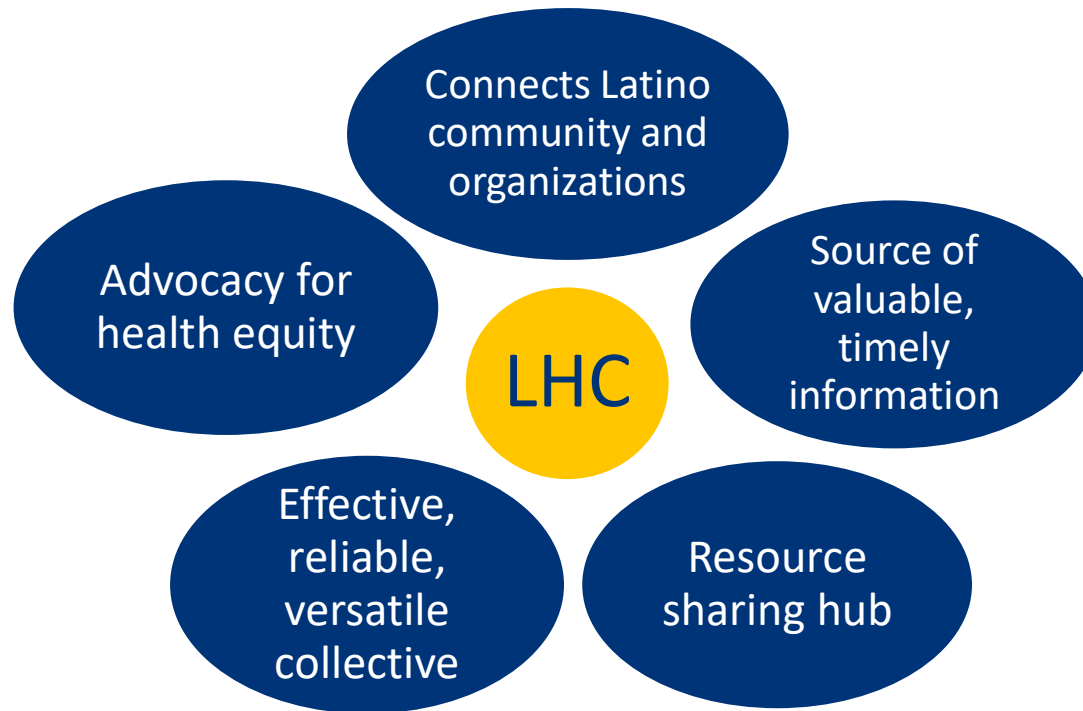 Connects Latino
community and
organizations
Source of
valuable,
timely
information
Resource
sharing hub
Effective,
reliable,
versatile
collective
Advocacy for
health equity
LHC